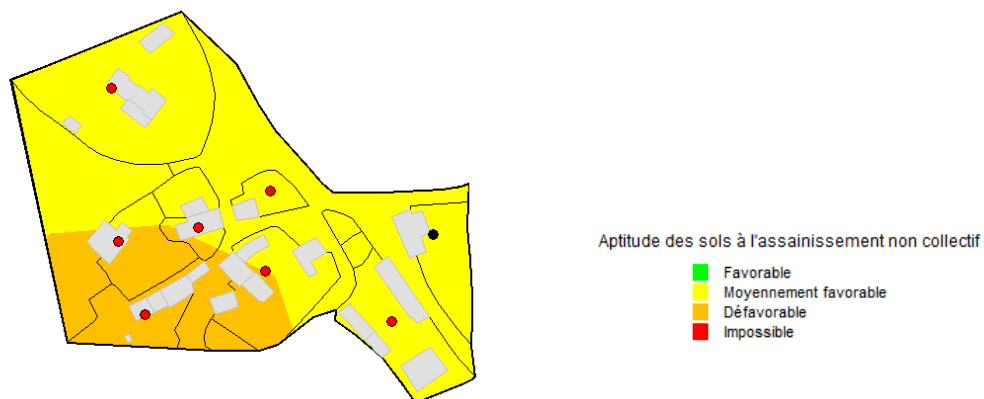 Aptitude des sols à l'assainissement non collectif
Favorable
Moyennement favorable
Défavorable
Impossible